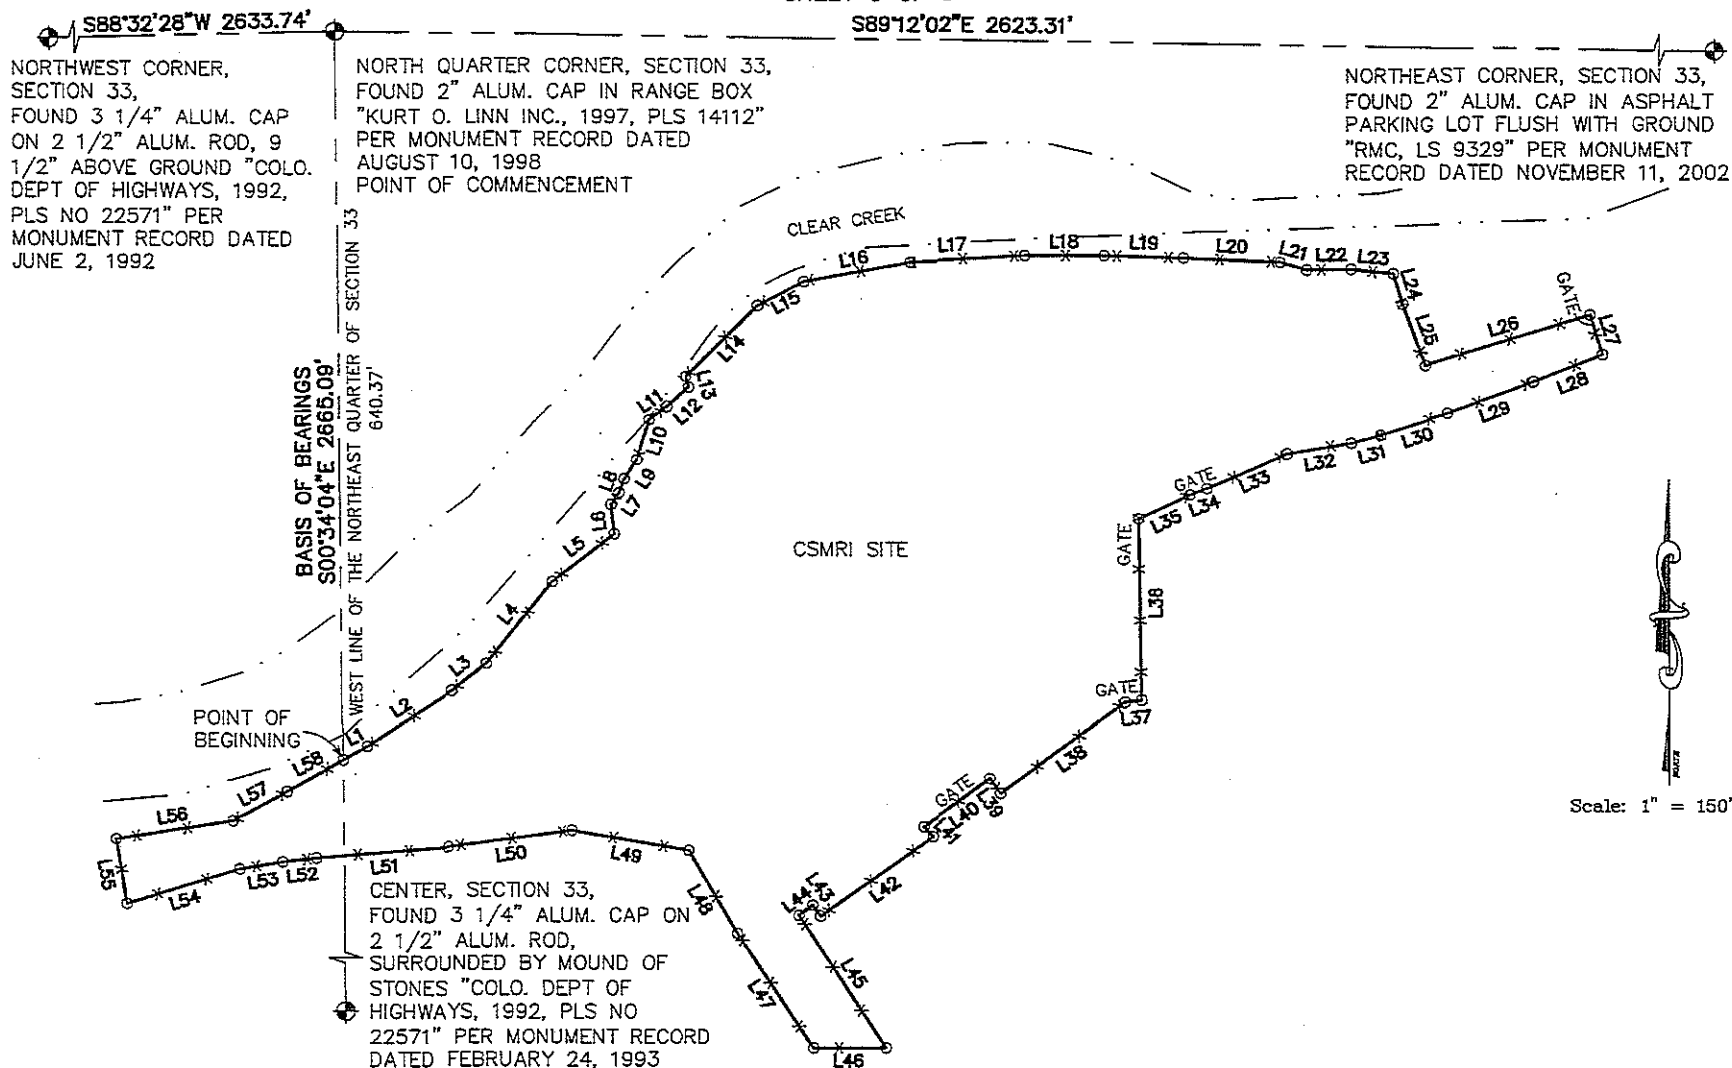 S88°32'28"W 2633.74'
S89°12'02"E 2623.31'
NORTHWEST CORNER,
SECTION 33,
FOUND 3 1/4" ALUM. CAP
ON 2 1/2" ALUM. ROD, 9
1/2" ABOVE GROUND "COLO.
DEPT OF HIGHWAYS, 1992,
PLS NO 22571" PER
MONUMENT RECORD DATED
JUNE 2, 1992
NORTH QUARTER CORNER, SECTION 33,
FOUND 2" ALUM. CAP IN RANGE BOX
"KURT O. LINN INC., 1997, PLS 14112"
PER MONUMENT RECORD DATED
AUGUST 10, 1998
POINT OF COMMENCEMENT
NORTHEAST CORNER, SECTION 33,
FOUND 2" ALUM. CAP IN ASPHALT
PARKING LOT FLUSH WITH GROUND
"RMC, LS 9329" PER MONUMENT
RECORD DATED NOVEMBER 11, 2002
BASIS OF BEARINGS
S00°34'04"E 2665.09'
WEST LINE OF THE NORTHEAST QUARTER OF SECTION 33
640.37'
CLEAR CREEK
CSMRI SITE
POINT OF
BEGINNING
L1
L2
L3
L4
L5
L6
L7
L8
L9
L10
L11
L12
L13
L14
L15
L16
L17
L18
L19
L20
L21
L22
L23
L24
L25
L26
GATE
L27
L28
L29
L30
L31
L32
L33
L34
GATE
L35
GATE
L38
GATE
L37
L38
L39
GATE
L40
L41
L42
L43
L44
L45
L46
L47
L48
L49
L50
L51
L52
L53
L54
L55
L56
L57
L58
CENTER, SECTION 33,
FOUND 3 1/4" ALUM. CAP ON
2 1/2" ALUM. ROD,
SURROUNDED BY MOUND OF
STONES "COLO. DEPT OF
HIGHWAYS, 1992, PLS NO
22571" PER MONUMENT RECORD
DATED FEBRUARY 24, 1993
Scale: 1" = 150'